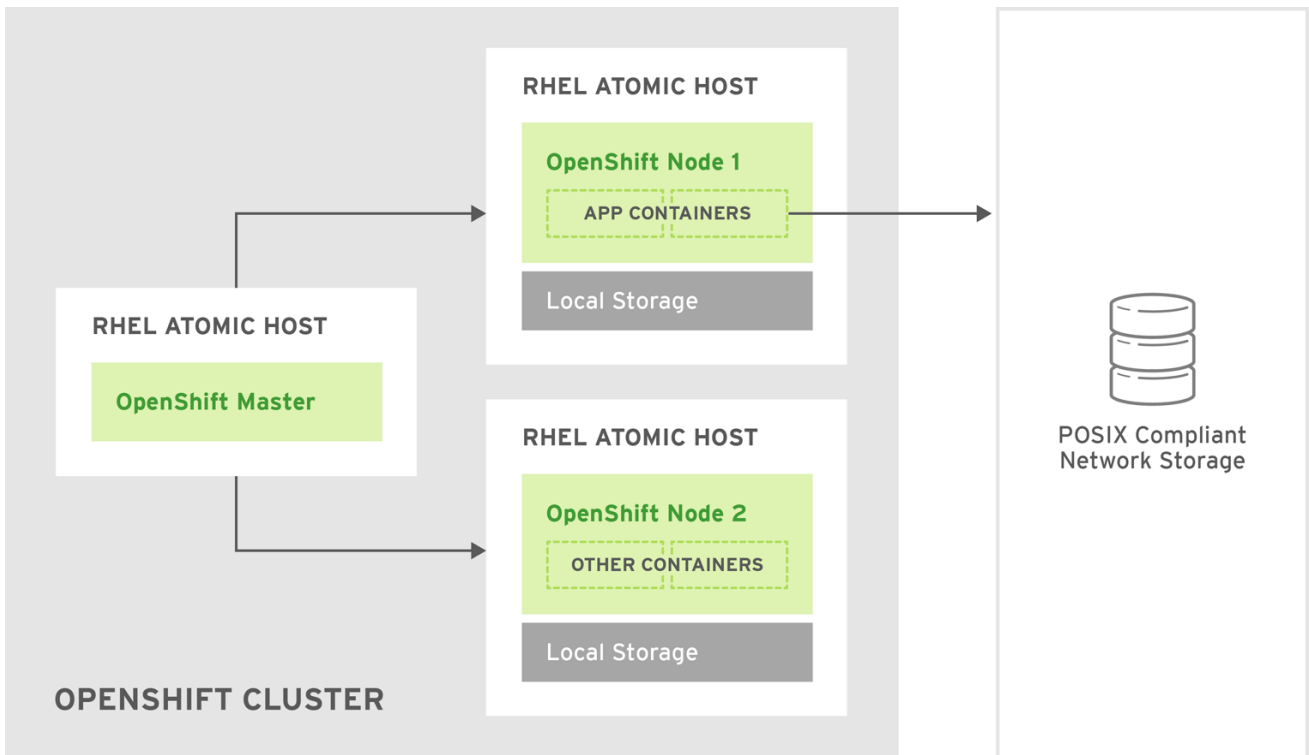 RHEL ATOMIC HOST
OpenShift Master
RHEL ATOMIC HOST
OpenShift Node 1
APP CONTAINERS
Local Storage
RHEL ATOMIC HOST
OpenShift Node 2
OTHER CONTAINERS
Local Storage
OPENSHIFT CLUSTER
POSIX Compliant
Network Storage